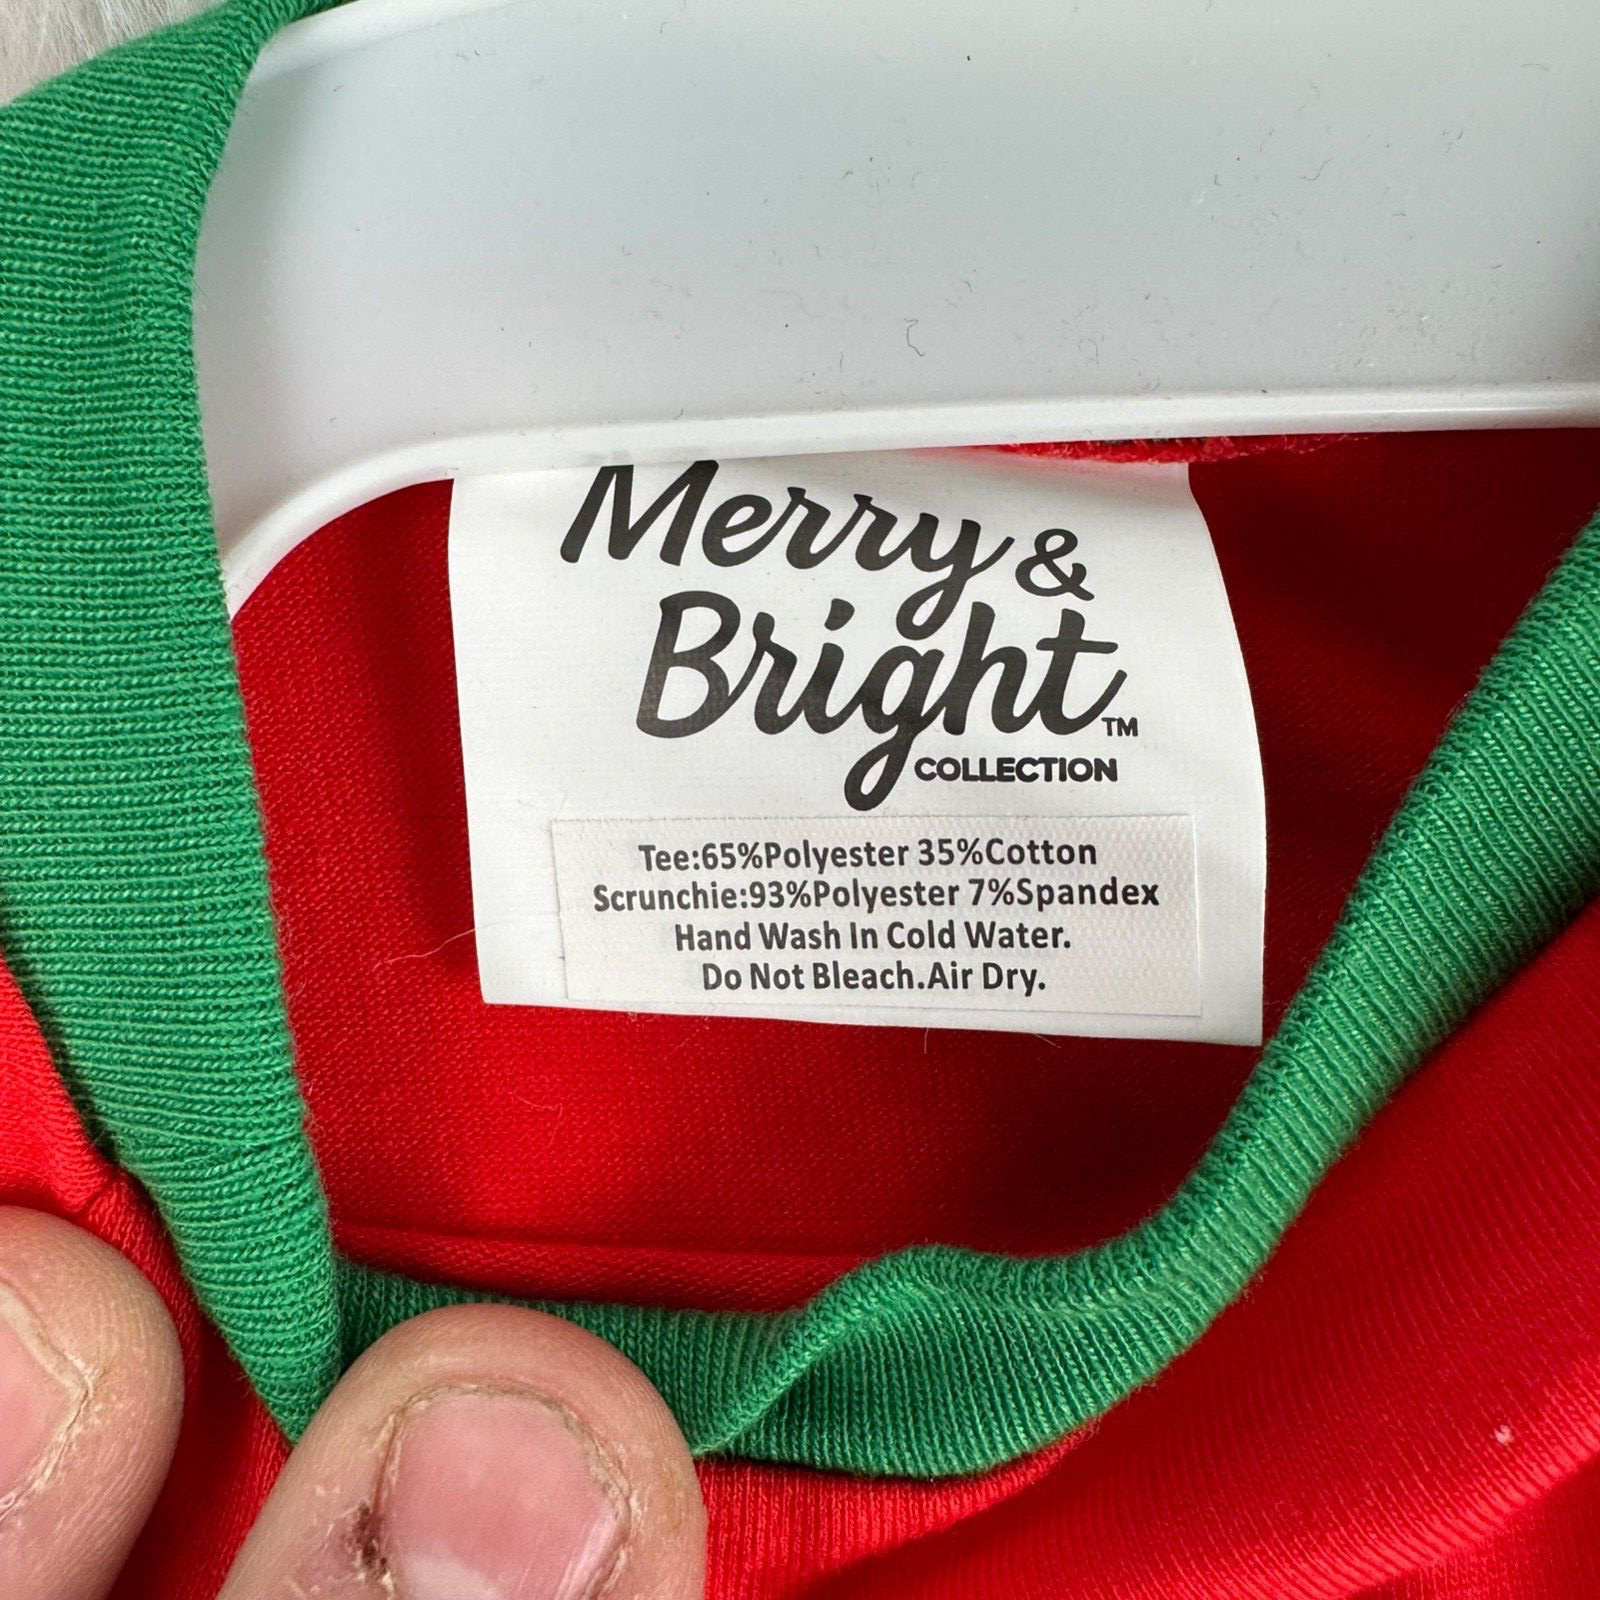 Merry &
Bright™
COLLECTION
Tee:65%Polyester 35%Cotton
Scrunchie:93%Polyester 7%Spandex
Hand Wash In Cold Water.
Do Not Bleach.Air Dry.